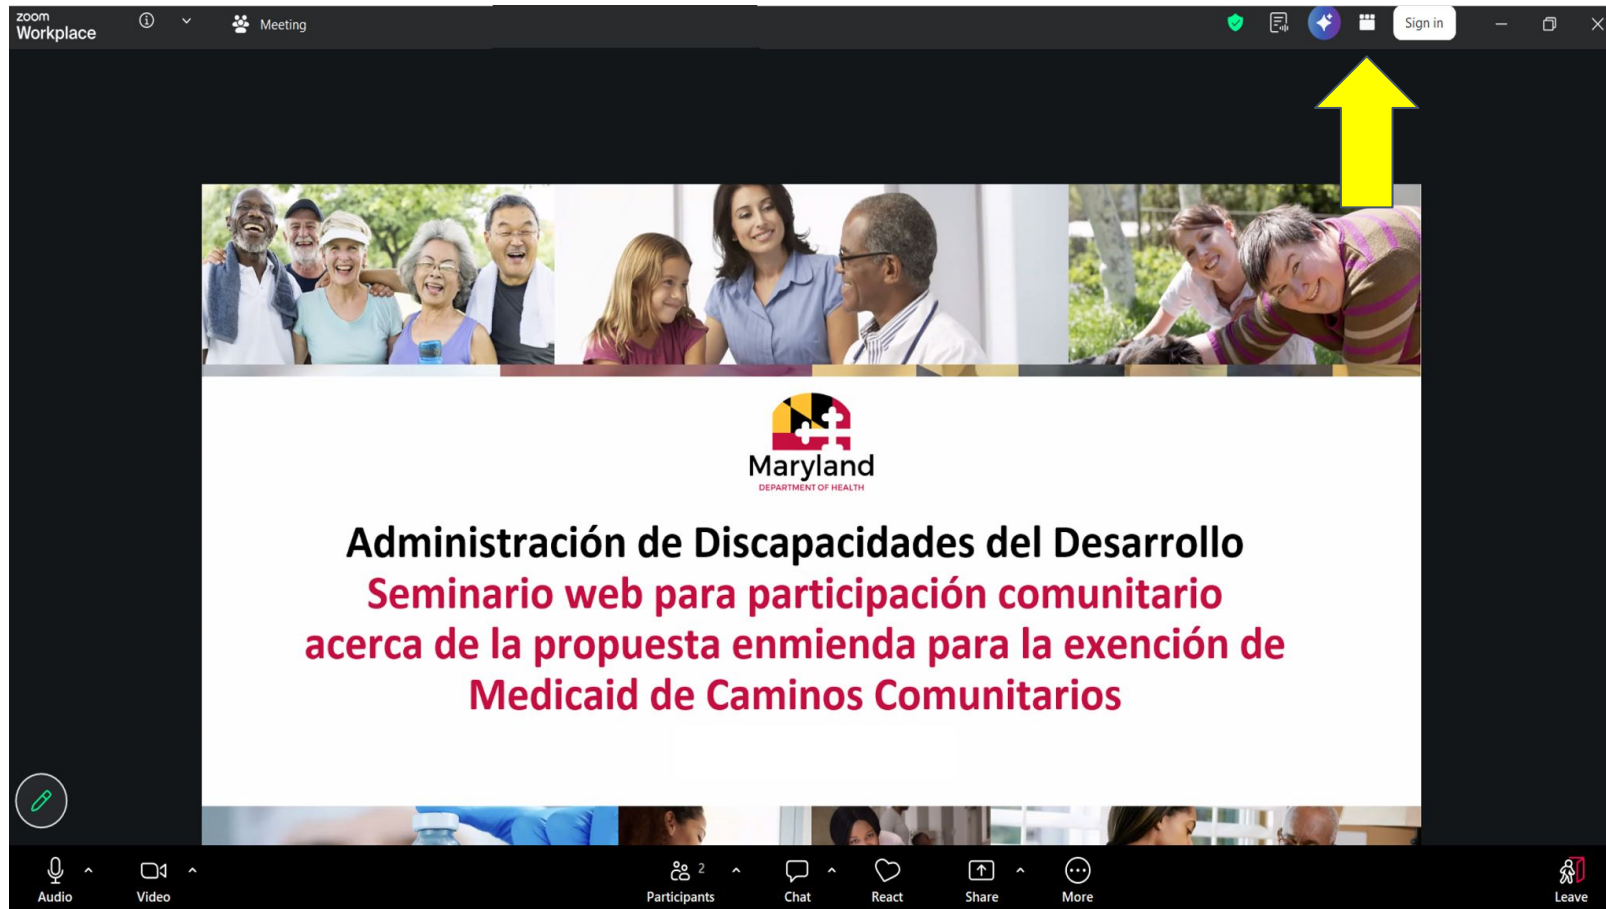 zoom
Workplace
Meeting
Sign in
Maryland
DEPARTMENT OF HEALTH
Administración de Discapacidades del Desarrollo
Seminario web para participación comunitario
acerca de la propuesta enmienda para la exención de
Medicaid de Caminos Comunitarios
2
Audio
Video
Participants
Chat
React
Share
More
Leave